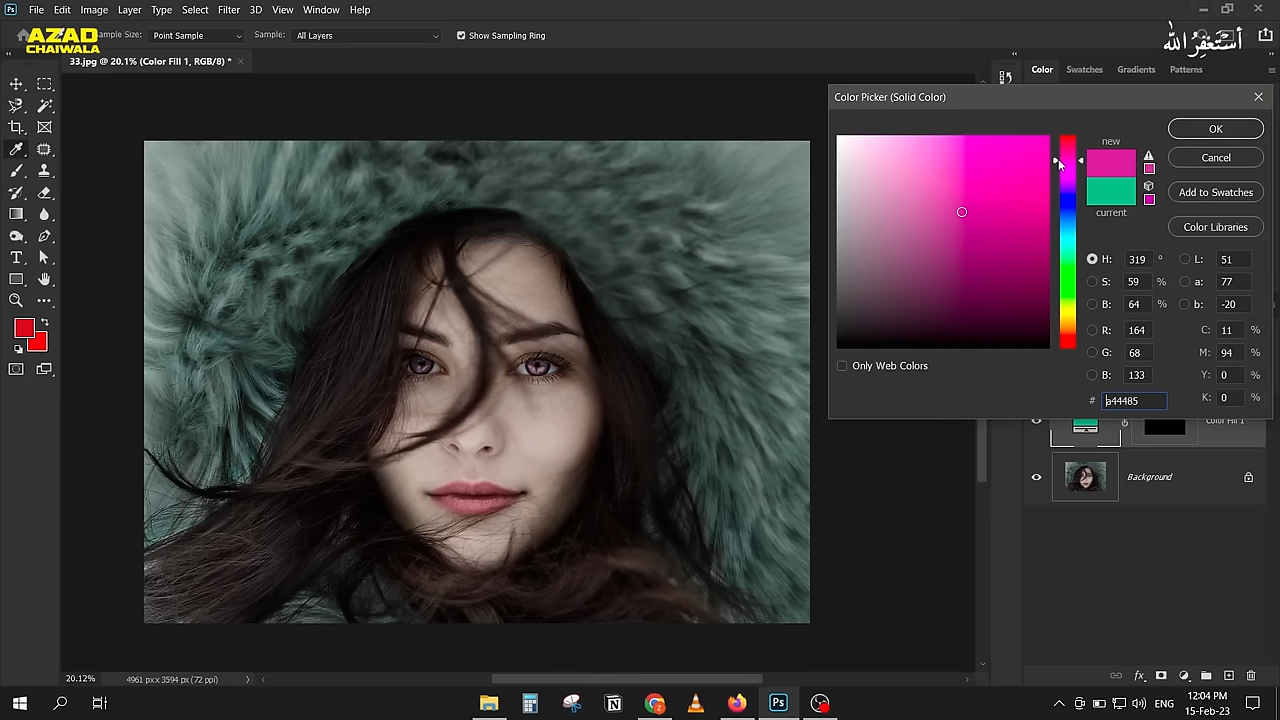 Ps File Edit Image Layer Type Select Filter 3D View Window Help
AZAD
CHAIWALA
Sample Size: Point Sample Sample: All Layers Show Sampling Ring
أستغفر الله
33.jpg @ 20.1% (Color Fill 1, RGB/8) *
Color Swatches Gradients Patterns
Color Picker (Solid Color)
new
current
OK
Cancel
Add to Swatches
Color Libraries
H: 319 ° L: 51
S: 59 % a: 77
B: 64 % b: -20
R: 164 C: 11 %
G: 68 M: 94 %
B: 133 Y: 0 %
# a44485 K: 0 %
Only Web Colors
Color Fill 1
Background
20.12% 4961 px x 3594 px (72 ppi)
fx
Ps
ENG
12:04 PM
15-Feb-23